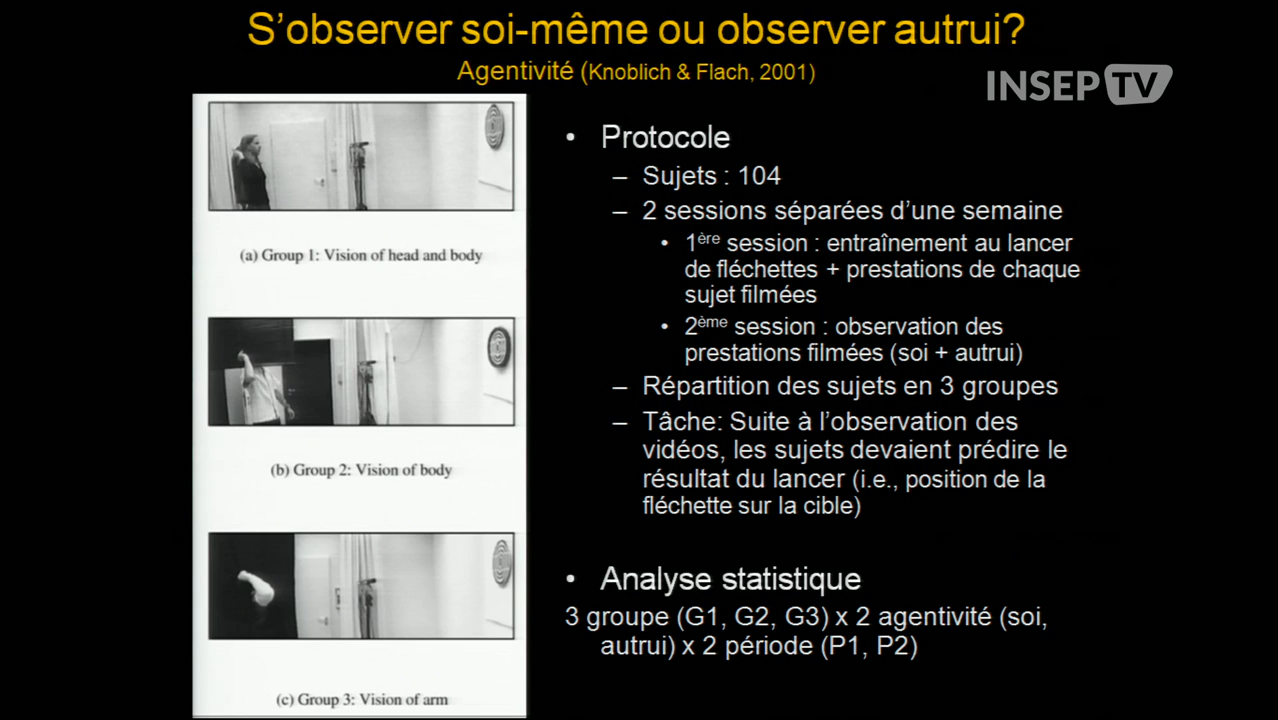 S'observer soi-même ou observer autrui?
Agentivité (Knoblich & Flach, 2001)
INSEP TV
(a) Group 1: Vision of head and body
(b) Group 2: Vision of body
(c) Group 3: Vision of arm
• Protocole
– Sujets : 104
– 2 sessions séparées d'une semaine
• 1ère session : entraînement au lancer
de fléchettes + prestations de chaque
sujet filmées
• 2ème session : observation des
prestations filmées (soi + autrui)
– Répartition des sujets en 3 groupes
– Tâche: Suite à l'observation des
vidéos, les sujets devaient prédire le
résultat du lancer (i.e., position de la
fléchette sur la cible)
• Analyse statistique
3 groupe (G1, G2, G3) x 2 agentivité (soi,
autrui) x 2 période (P1, P2)